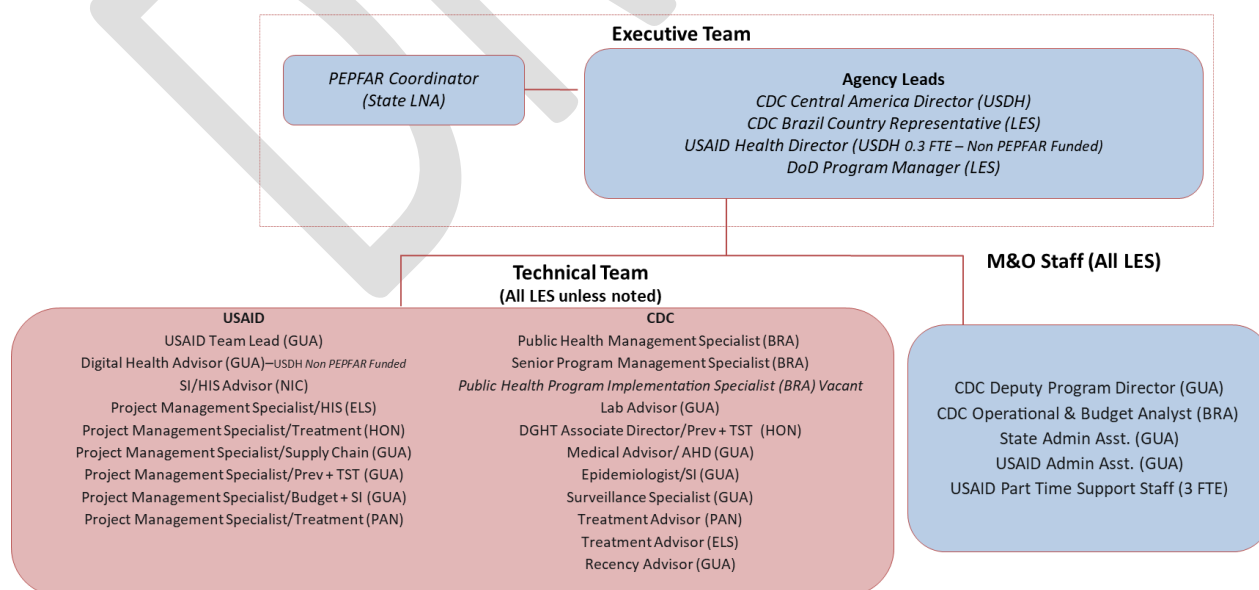 Executive Team
PEPFAR Coordinator
(State LNA)
Agency Leads
CDC Central America Director (USDH)
CDC Brazil Country Representative (LES)
USAID Health Director (USDH 0.3 FTE – Non PEPFAR Funded)
DoD Program Manager (LES)
Technical Team
(All LES unless noted)
USAID
USAID Team Lead (GUA)
Digital Health Advisor (GUA)–USDH Non PEPFAR Funded
SI/HIS Advisor (NIC)
Project Management Specialist/HIS (ELS)
Project Management Specialist/Treatment (HON)
Project Management Specialist/Supply Chain (GUA)
Project Management Specialist/Prev + TST (GUA)
Project Management Specialist/Budget + SI (GUA)
Project Management Specialist/Treatment (PAN)
CDC
Public Health Management Specialist (BRA)
Senior Program Management Specialist (BRA)
Public Health Program Implementation Specialist (BRA) Vacant
Lab Advisor (GUA)
DGHT Associate Director/Prev + TST (HON)
Medical Advisor/ AHD (GUA)
Epidemiologist/SI (GUA)
Surveillance Specialist (GUA)
Treatment Advisor (PAN)
Treatment Advisor (ELS)
Recency Advisor (GUA)
M&O Staff (All LES)
CDC Deputy Program Director (GUA)
CDC Operational & Budget Analyst (BRA)
State Admin Asst. (GUA)
USAID Admin Asst. (GUA)
USAID Part Time Support Staff (3 FTE)